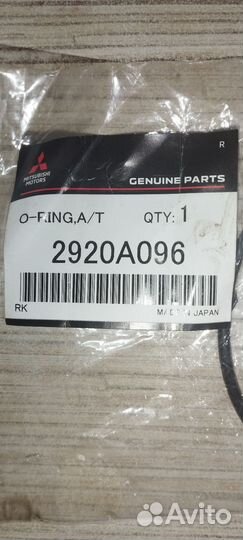 R
MITSUBISHI
MOTORS
GENUINE PARTS
O-RING,A/T QTY: 1
2920A096
RK
MADE IN JAPAN
Avito